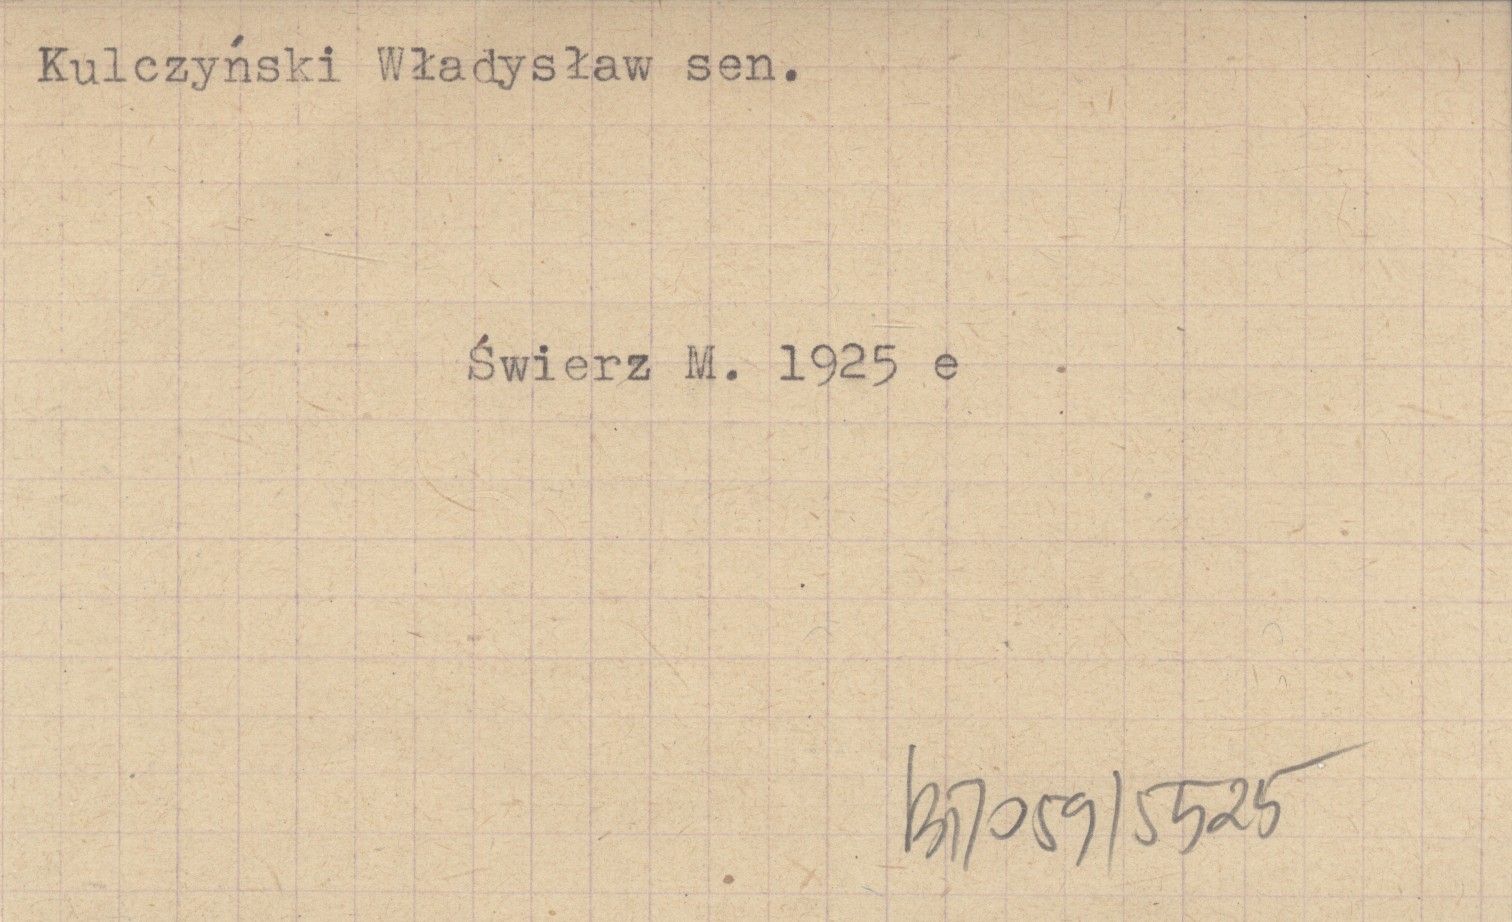 Kulczyński Władysław sen.
Świerz M. 1925 e
B17059/5525